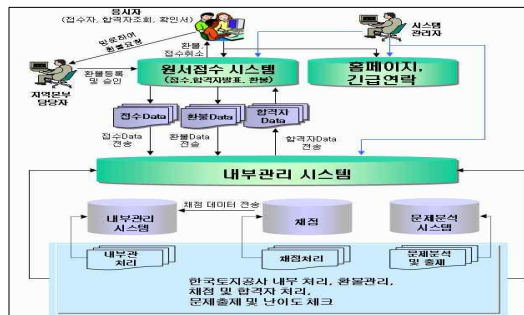 응시자
(접수자, 합격자조회, 확인서)
시스템
관리자
환불
접수취소
환불요청
지역본부
담당자
환불등록
및 승인
원서접수 시스템
(접수,합격자발표, 환불)
홈페이지,
긴급연락
접수Data
환불Data
합격자
Data
접수Data
전송
환불Data
전송
합격자Data
전송
내부관리 시스템
채점 데이터 전송
내부관리
시스템
채점
문제분석
시스템
내부관
처리
채점처리
문제분석
및 출제
한국토지공사 내부 처리, 환불관리,
채점 및 합격자 처리,
문제출제 및 난이도 체크